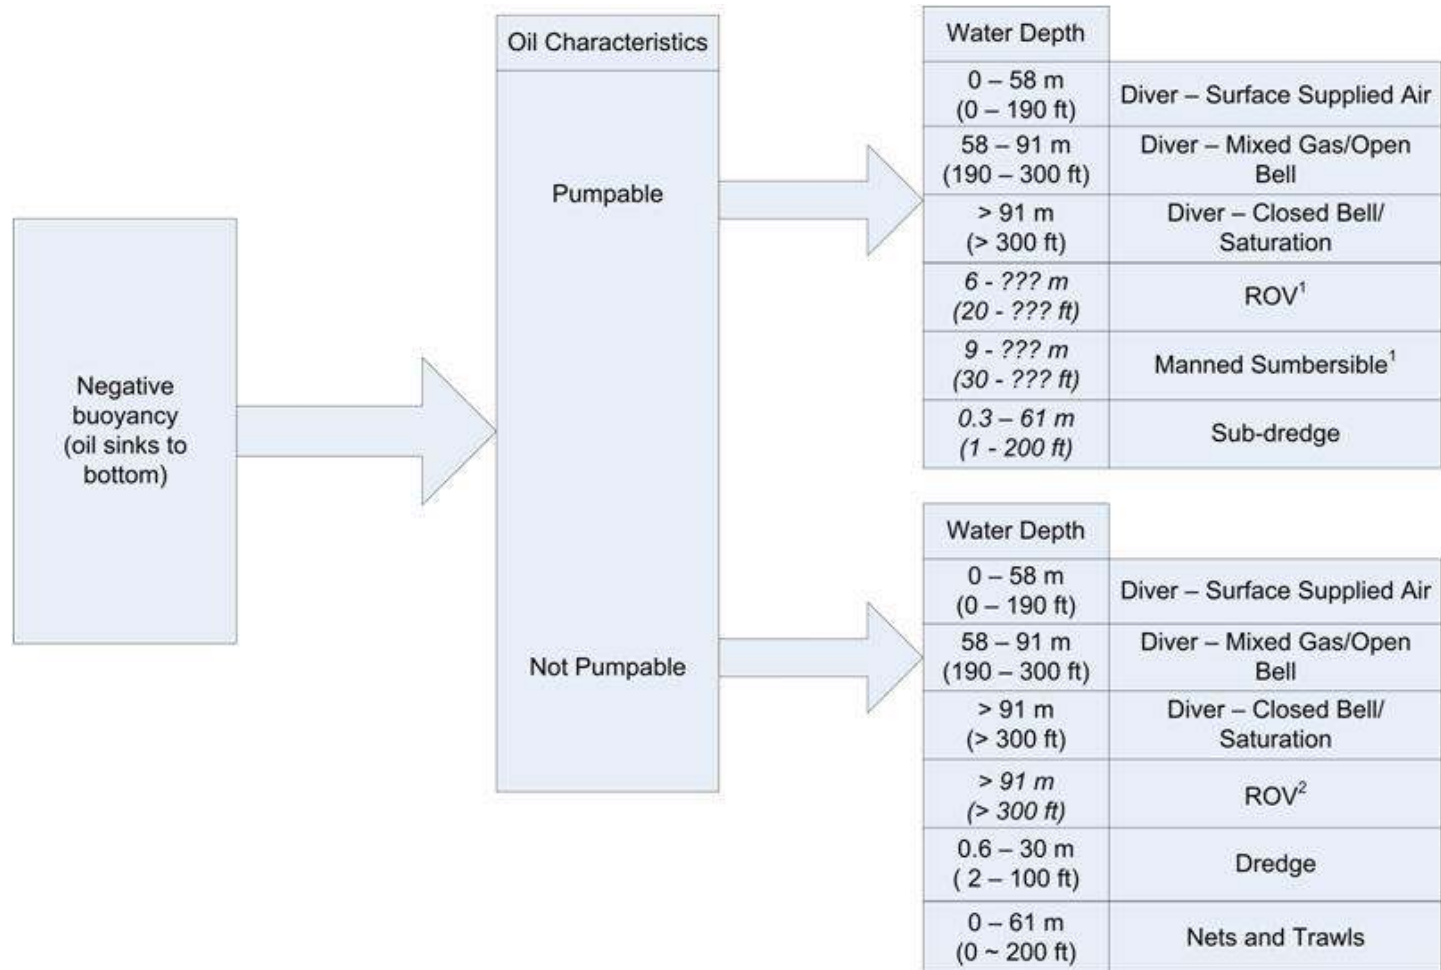 Negative
buoyancy
(oil sinks to
bottom)
Oil Characteristics
Pumpable
Not Pumpable
Water Depth
0 – 58 m
(0 – 190 ft)
Diver – Surface Supplied Air
58 – 91 m
(190 – 300 ft)
Diver – Mixed Gas/Open
Bell
> 91 m
(> 300 ft)
Diver – Closed Bell/
Saturation
6 - ??? m
(20 - ??? ft)
ROV¹
9 - ??? m
(30 - ??? ft)
Manned Sumbersible¹
0.3 – 61 m
(1 - 200 ft)
Sub-dredge
Water Depth
0 – 58 m
(0 – 190 ft)
Diver – Surface Supplied Air
58 – 91 m
(190 – 300 ft)
Diver – Mixed Gas/Open
Bell
> 91 m
(> 300 ft)
Diver – Closed Bell/
Saturation
> 91 m
(> 300 ft)
ROV²
0.6 – 30 m
( 2 – 100 ft)
Dredge
0 – 61 m
(0 ~ 200 ft)
Nets and Trawls